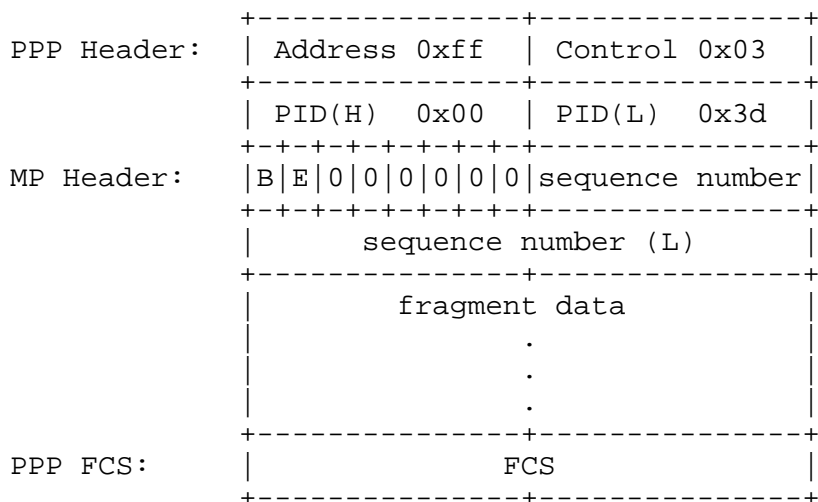 +---------------+---------------+
PPP Header:     | Address 0xff  | Control 0x03  |
                +---------------+---------------+
                | PID(H)  0x00  | PID(L)  0x3d  |
                +-+-+-+-+-+-+-+-+---------------+
MP Header:      |B|E|0|0|0|0|0|0|sequence number|
                +-+-+-+-+-+-+-+-+---------------+
                |      sequence number (L)      |
                +---------------+---------------+
                |        fragment data          |
                |               .               |
                |               .               |
                |               .               |
                +---------------+---------------+
PPP FCS:        |              FCS              |
                +---------------+---------------+